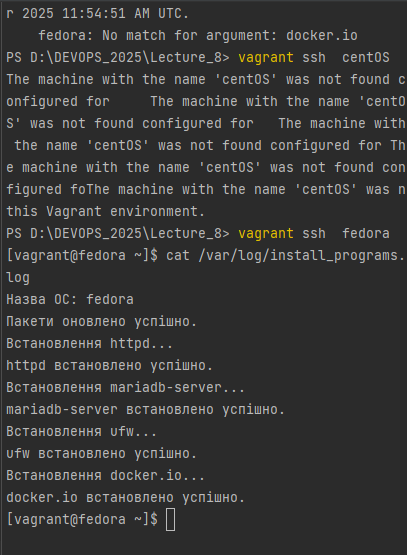 r 2025 11:54:51 AM UTC.
    fedora: No match for argument: docker.io
PS D:\DEVOPS_2025\Lecture_8> vagrant ssh  centOS
The machine with the name 'centOS' was not found c
onfigured for     The machine with the name 'centO
S' was not found configured for   The machine with
 the name 'centOS' was not found configured for Th
e machine with the name 'centOS' was not found con
figured foThe machine with the name 'centOS' was n
this Vagrant environment.
PS D:\DEVOPS_2025\Lecture_8> vagrant ssh  fedora
[vagrant@fedora ~]$ cat /var/log/install_programs.
log
Назва ОС: fedora
Пакети оновлено успішно.
Встановлення httpd...
httpd встановлено успішно.
Встановлення mariadb-server...
mariadb-server встановлено успішно.
Встановлення ufw...
ufw встановлено успішно.
Встановлення docker.io...
docker.io встановлено успішно.
[vagrant@fedora ~]$